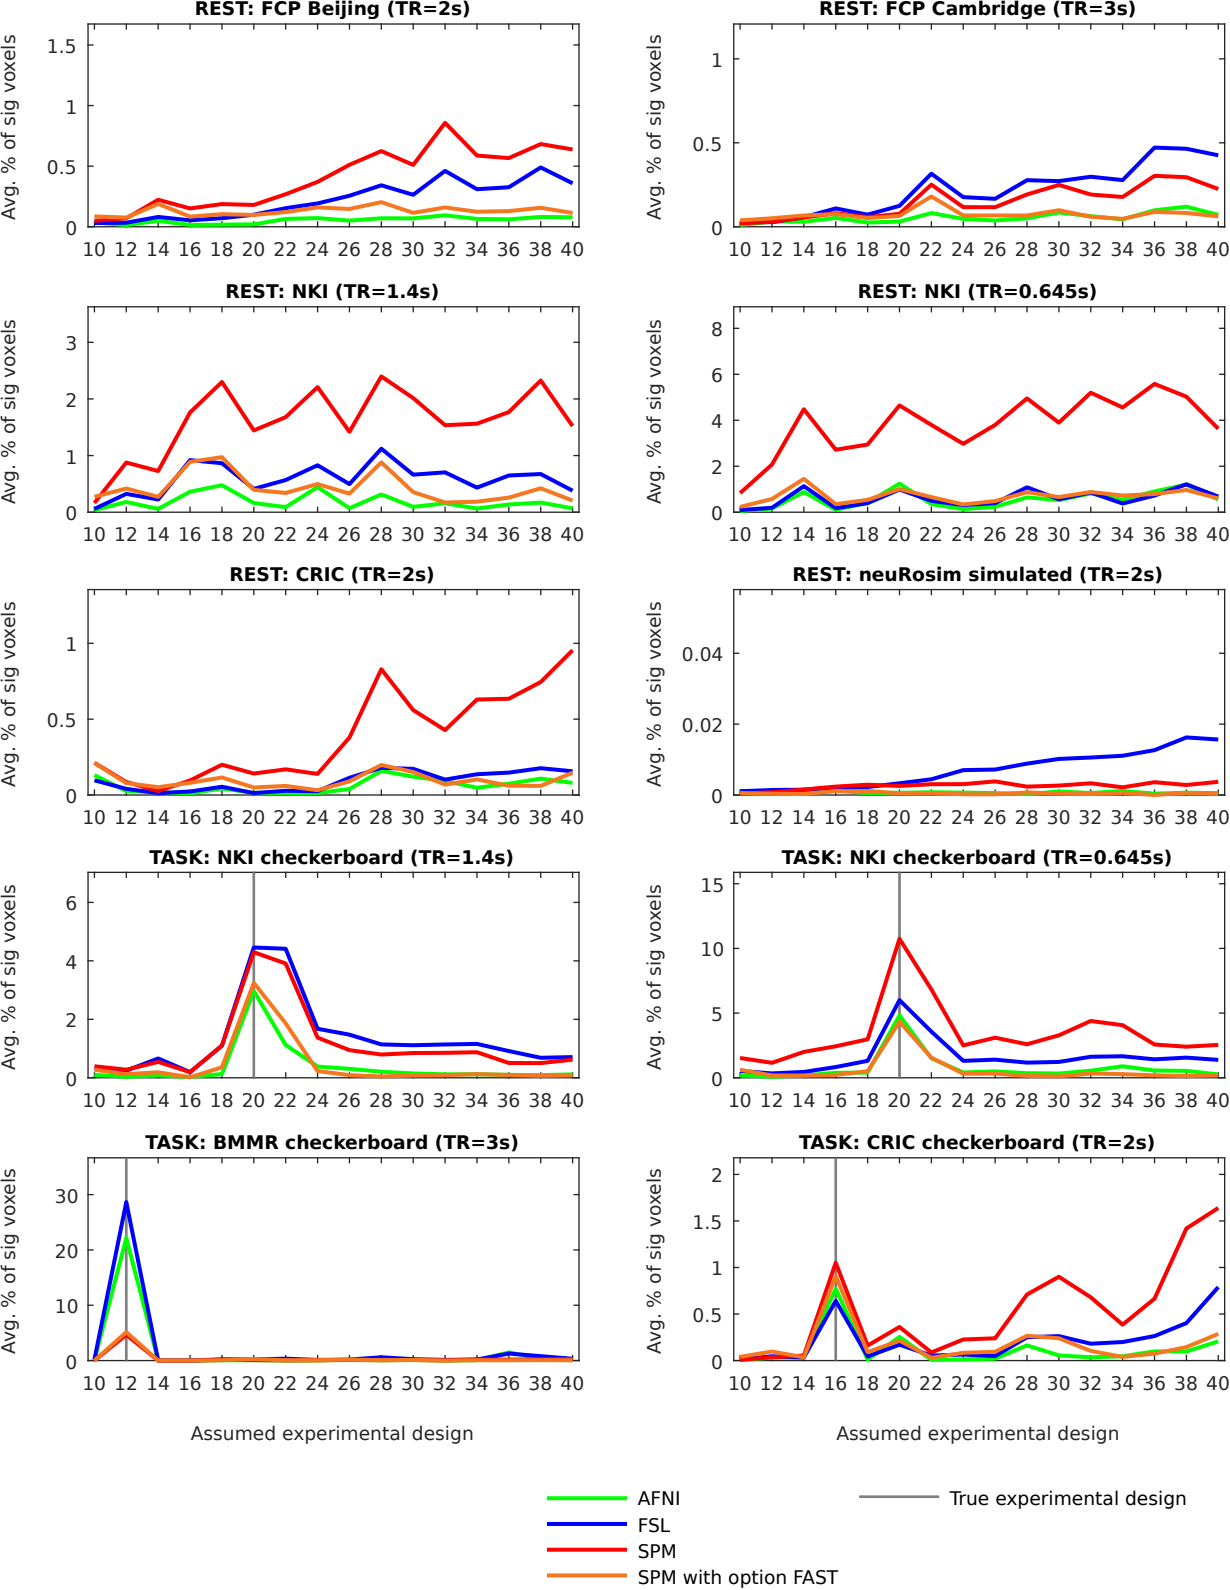 REST: FCP Beijing (TR=2s)
Avg. % of sig voxels
1.5
1
0.5
0
10 12 14 16 18 20 22 24 26 28 30 32 34 36 38 40
REST: FCP Cambridge (TR=3s)
Avg. % of sig voxels
1
0.5
0
10 12 14 16 18 20 22 24 26 28 30 32 34 36 38 40
REST: NKI (TR=1.4s)
Avg. % of sig voxels
3
2
1
0
10 12 14 16 18 20 22 24 26 28 30 32 34 36 38 40
REST: NKI (TR=0.645s)
Avg. % of sig voxels
8
6
4
2
0
10 12 14 16 18 20 22 24 26 28 30 32 34 36 38 40
REST: CRIC (TR=2s)
Avg. % of sig voxels
1
0.5
0
10 12 14 16 18 20 22 24 26 28 30 32 34 36 38 40
REST: neuRosim simulated (TR=2s)
Avg. % of sig voxels
0.04
0.02
0
10 12 14 16 18 20 22 24 26 28 30 32 34 36 38 40
TASK: NKI checkerboard (TR=1.4s)
Avg. % of sig voxels
6
4
2
0
10 12 14 16 18 20 22 24 26 28 30 32 34 36 38 40
TASK: NKI checkerboard (TR=0.645s)
Avg. % of sig voxels
15
10
5
0
10 12 14 16 18 20 22 24 26 28 30 32 34 36 38 40
TASK: BMMR checkerboard (TR=3s)
Avg. % of sig voxels
30
20
10
0
10 12 14 16 18 20 22 24 26 28 30 32 34 36 38 40
Assumed experimental design
TASK: CRIC checkerboard (TR=2s)
Avg. % of sig voxels
2
1.5
1
0.5
0
10 12 14 16 18 20 22 24 26 28 30 32 34 36 38 40
Assumed experimental design
AFNI
FSL
SPM
SPM with option FAST
True experimental design